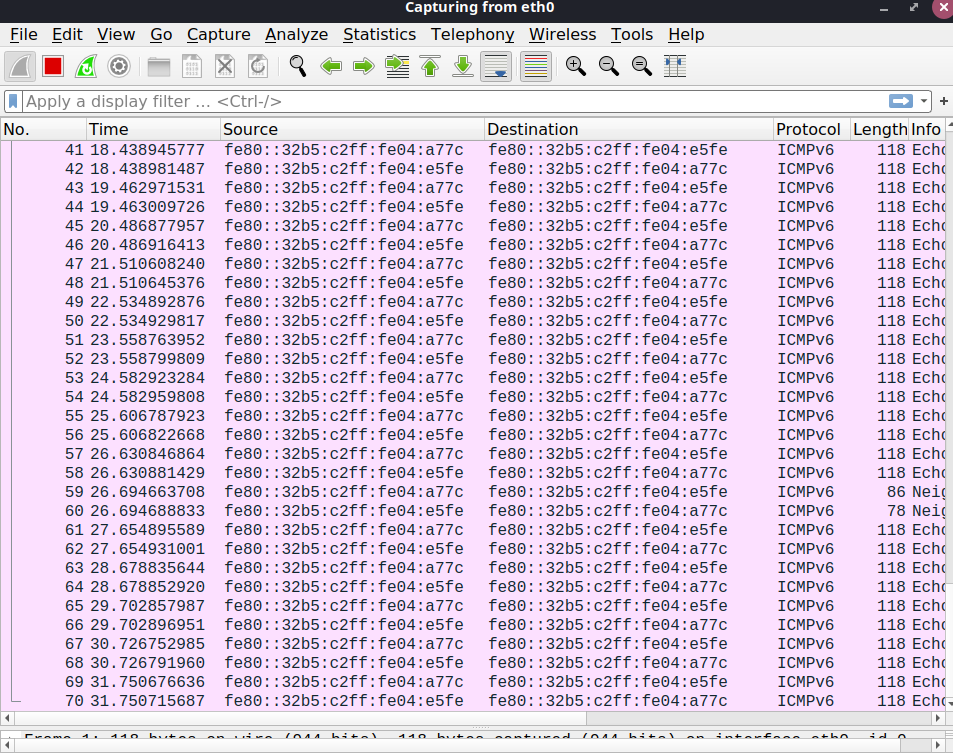 Capturing from eth0
File Edit View Go Capture Analyze Statistics Telephony Wireless Tools Help
Apply a display filter … <Ctrl-/>
No. Time Source Destination Protocol Length Info
41 18.438945777 fe80::32b5:c2ff:fe04:a77c fe80::32b5:c2ff:fe04:e5fe ICMPv6 118 Echo
42 18.438981487 fe80::32b5:c2ff:fe04:e5fe fe80::32b5:c2ff:fe04:a77c ICMPv6 118 Echo
43 19.462971531 fe80::32b5:c2ff:fe04:a77c fe80::32b5:c2ff:fe04:e5fe ICMPv6 118 Echo
44 19.463009726 fe80::32b5:c2ff:fe04:e5fe fe80::32b5:c2ff:fe04:a77c ICMPv6 118 Echo
45 20.486877957 fe80::32b5:c2ff:fe04:a77c fe80::32b5:c2ff:fe04:e5fe ICMPv6 118 Echo
46 20.486916413 fe80::32b5:c2ff:fe04:e5fe fe80::32b5:c2ff:fe04:a77c ICMPv6 118 Echo
47 21.510608240 fe80::32b5:c2ff:fe04:a77c fe80::32b5:c2ff:fe04:e5fe ICMPv6 118 Echo
48 21.510645376 fe80::32b5:c2ff:fe04:e5fe fe80::32b5:c2ff:fe04:a77c ICMPv6 118 Echo
49 22.534892876 fe80::32b5:c2ff:fe04:a77c fe80::32b5:c2ff:fe04:e5fe ICMPv6 118 Echo
50 22.534929817 fe80::32b5:c2ff:fe04:e5fe fe80::32b5:c2ff:fe04:a77c ICMPv6 118 Echo
51 23.558763952 fe80::32b5:c2ff:fe04:a77c fe80::32b5:c2ff:fe04:e5fe ICMPv6 118 Echo
52 23.558799809 fe80::32b5:c2ff:fe04:e5fe fe80::32b5:c2ff:fe04:a77c ICMPv6 118 Echo
53 24.582923284 fe80::32b5:c2ff:fe04:a77c fe80::32b5:c2ff:fe04:e5fe ICMPv6 118 Echo
54 24.582959808 fe80::32b5:c2ff:fe04:e5fe fe80::32b5:c2ff:fe04:a77c ICMPv6 118 Echo
55 25.606787923 fe80::32b5:c2ff:fe04:a77c fe80::32b5:c2ff:fe04:e5fe ICMPv6 118 Echo
56 25.606822668 fe80::32b5:c2ff:fe04:e5fe fe80::32b5:c2ff:fe04:a77c ICMPv6 118 Echo
57 26.630846864 fe80::32b5:c2ff:fe04:a77c fe80::32b5:c2ff:fe04:e5fe ICMPv6 118 Echo
58 26.630881429 fe80::32b5:c2ff:fe04:e5fe fe80::32b5:c2ff:fe04:a77c ICMPv6 118 Echo
59 26.694663708 fe80::32b5:c2ff:fe04:a77c fe80::32b5:c2ff:fe04:e5fe ICMPv6 86 Neig
60 26.694688833 fe80::32b5:c2ff:fe04:e5fe fe80::32b5:c2ff:fe04:a77c ICMPv6 78 Neig
61 27.654895589 fe80::32b5:c2ff:fe04:a77c fe80::32b5:c2ff:fe04:e5fe ICMPv6 118 Echo
62 27.654931001 fe80::32b5:c2ff:fe04:e5fe fe80::32b5:c2ff:fe04:a77c ICMPv6 118 Echo
63 28.678835644 fe80::32b5:c2ff:fe04:a77c fe80::32b5:c2ff:fe04:e5fe ICMPv6 118 Echo
64 28.678852920 fe80::32b5:c2ff:fe04:e5fe fe80::32b5:c2ff:fe04:a77c ICMPv6 118 Echo
65 29.702857987 fe80::32b5:c2ff:fe04:a77c fe80::32b5:c2ff:fe04:e5fe ICMPv6 118 Echo
66 29.702896951 fe80::32b5:c2ff:fe04:e5fe fe80::32b5:c2ff:fe04:a77c ICMPv6 118 Echo
67 30.726752985 fe80::32b5:c2ff:fe04:a77c fe80::32b5:c2ff:fe04:e5fe ICMPv6 118 Echo
68 30.726791960 fe80::32b5:c2ff:fe04:e5fe fe80::32b5:c2ff:fe04:a77c ICMPv6 118 Echo
69 31.750676636 fe80::32b5:c2ff:fe04:a77c fe80::32b5:c2ff:fe04:e5fe ICMPv6 118 Echo
70 31.750715687 fe80::32b5:c2ff:fe04:e5fe fe80::32b5:c2ff:fe04:a77c ICMPv6 118 Echo
Frame 1: 118 bytes on wire (944 bits), 118 bytes captured (944 bits) on interface eth0, id 0